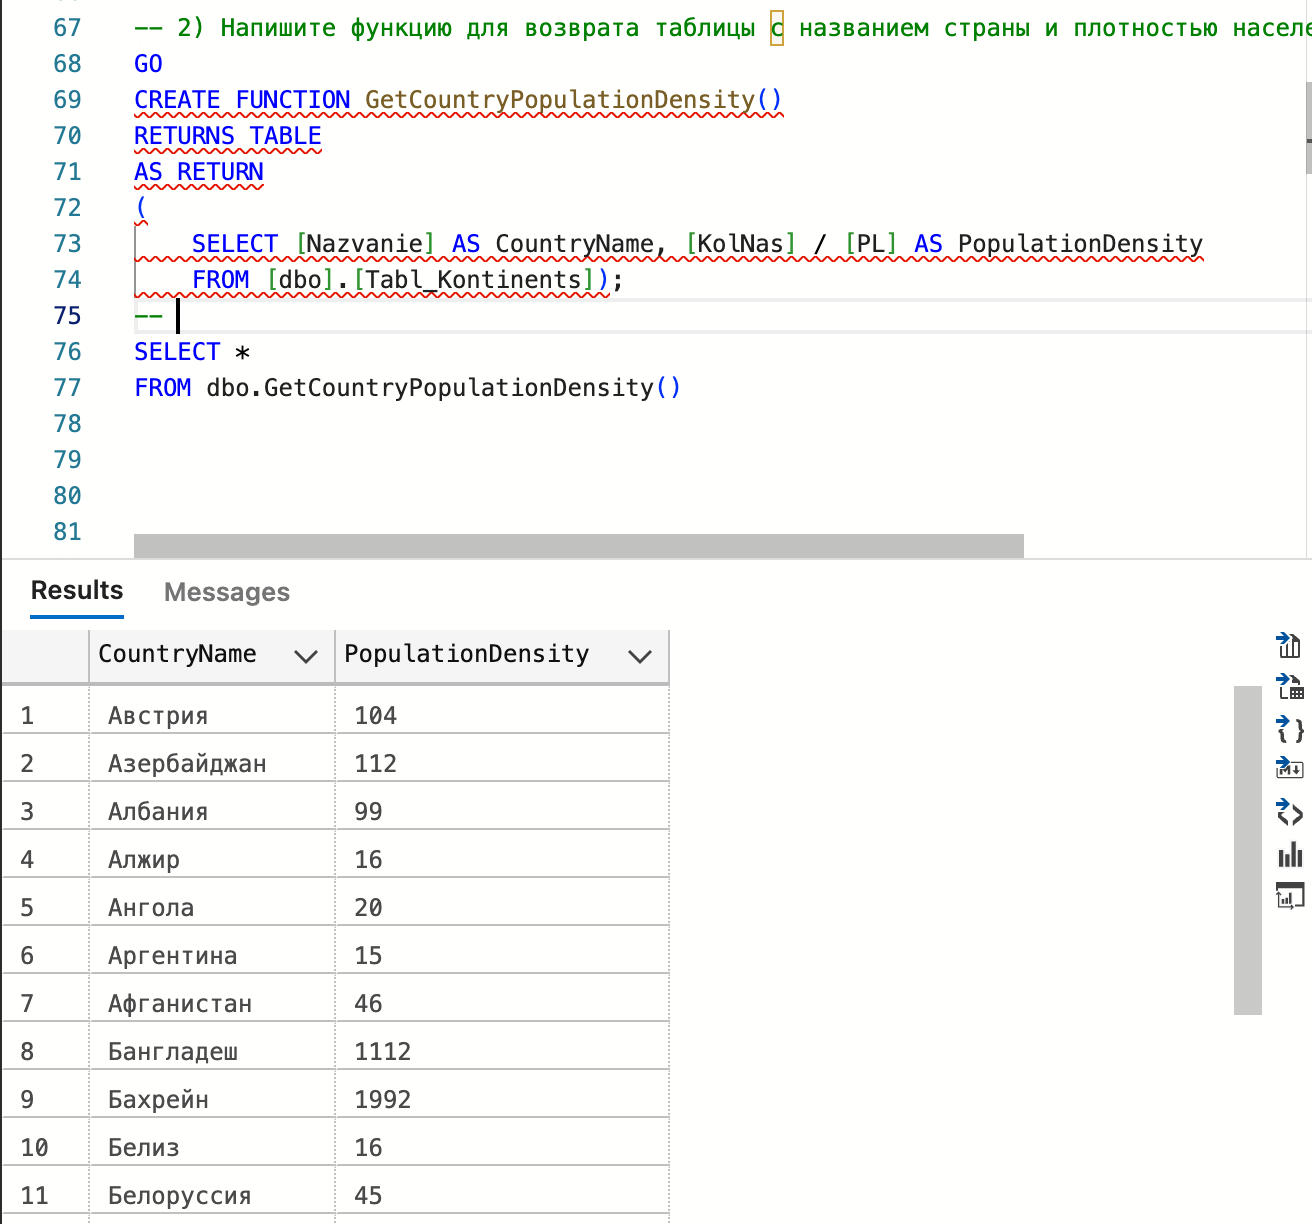 67 -- 2) Напишите функцию для возврата таблицы с названием страны и плотностью населе
68 GO
69 CREATE FUNCTION GetCountryPopulationDensity()
70 RETURNS TABLE
71 AS RETURN
72 (
73 SELECT [Nazvanie] AS CountryName, [KolNas] / [PL] AS PopulationDensity
74 FROM [dbo].[Tabl_Kontinents]);
75 --
76 SELECT *
77 FROM dbo.GetCountryPopulationDensity()
78
79
80
81
Results Messages
CountryName PopulationDensity
1 Австрия 104
2 Азербайджан 112
3 Албания 99
4 Алжир 16
5 Ангола 20
6 Аргентина 15
7 Афганистан 46
8 Бангладеш 1112
9 Бахрейн 1992
10 Белиз 16
11 Белоруссия 45